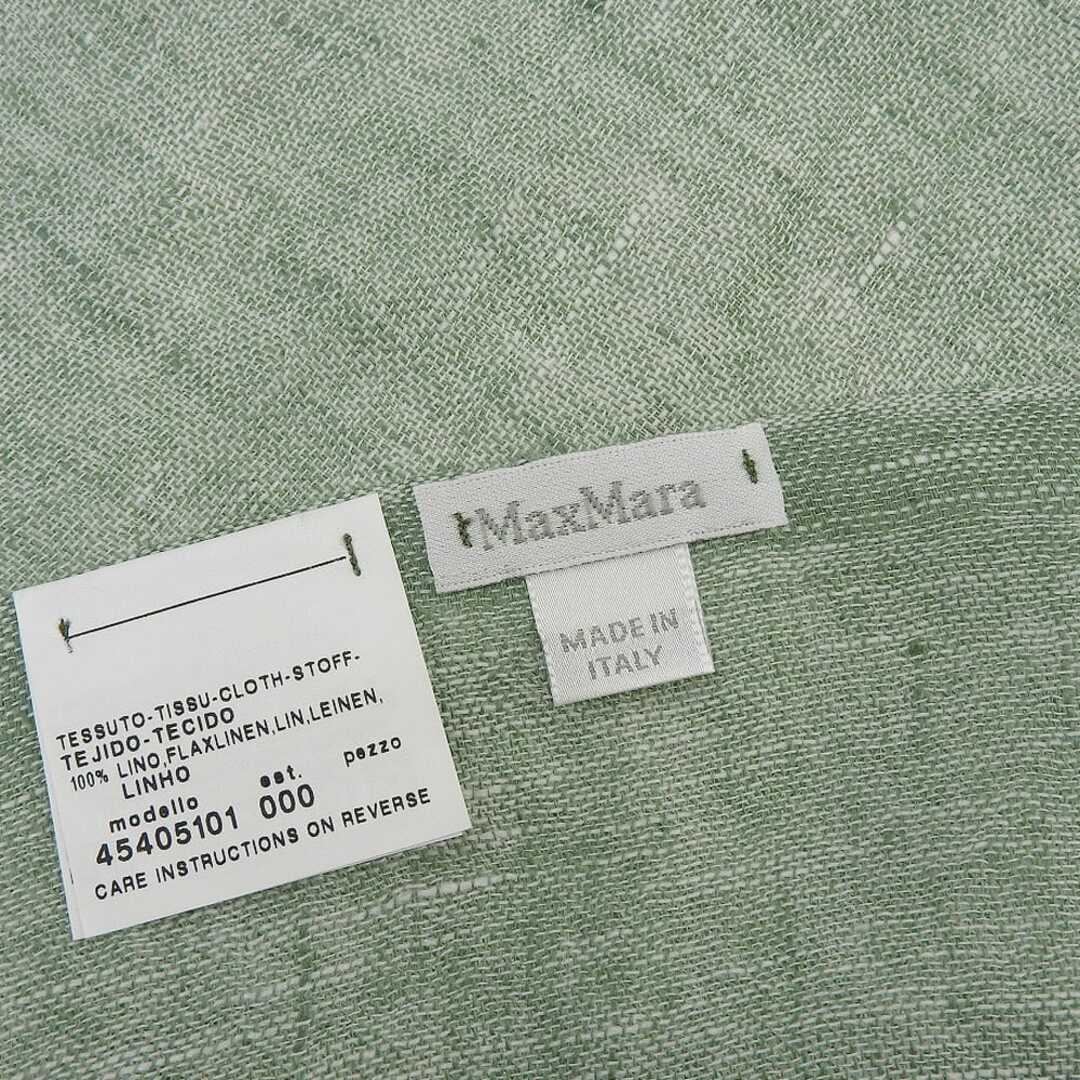 MaxMara
MADE IN
ITALY
TESSUTO-TISSU-CLOTH-STOFF-
TEJIDO-TECIDO
100% LINO,FLAXLINEN,LIN,LEINEN,
LINHO
modello est. pezzo
45405101 000
CARE INSTRUCTIONS ON REVERSE